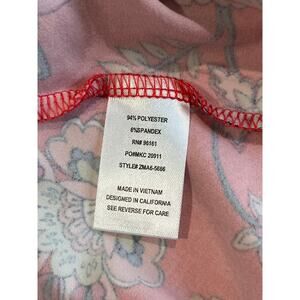 94% POLYESTER
6%SPANDEX
RN# 96161
PO#MKC 20911
STYLE# ZMA6-5666
MADE IN VIETNAM
DESIGNED IN CALIFORNIA
SEE REVERSE FOR CARE